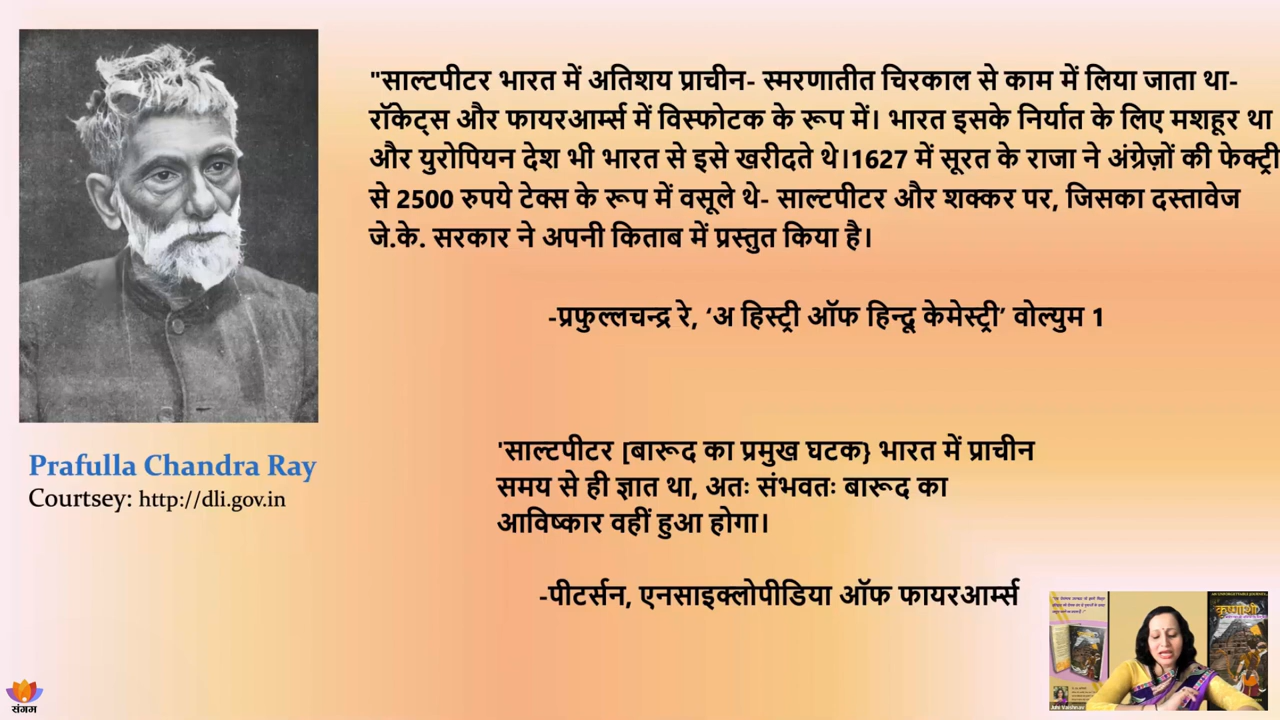 "साल्टपीटर भारत में अतिशय प्राचीन- स्मरणातीत चिरकाल से काम में लिया जाता था-
रॉकेट्स और फायरआर्म्स में विस्फोटक के रूप में। भारत इसके निर्यात के लिए मशहूर था
और युरोपियन देश भी भारत से इसे खरीदते थे।1627 में सूरत के राजा ने अंग्रेज़ों की फेक्ट्री
से 2500 रुपये टेक्स के रूप में वसूले थे- साल्टपीटर और शक्कर पर, जिसका दस्तावेज
जे.के. सरकार ने अपनी किताब में प्रस्तुत किया है।
-प्रफुल्लचन्द्र रे, ‘अ हिस्ट्री ऑफ हिन्दू केमेस्ट्री’ वोल्युम 1
Prafulla Chandra Ray
Courtsey: http://dli.gov.in
'साल्टपीटर [बारूद का प्रमुख घटक} भारत में प्राचीन
समय से ही ज्ञात था, अतः संभवतः बारूद का
आविष्कार वहीं हुआ होगा।
-पीटर्सन, एनसाइक्लोपीडिया ऑफ फायरआर्म्स
संगम